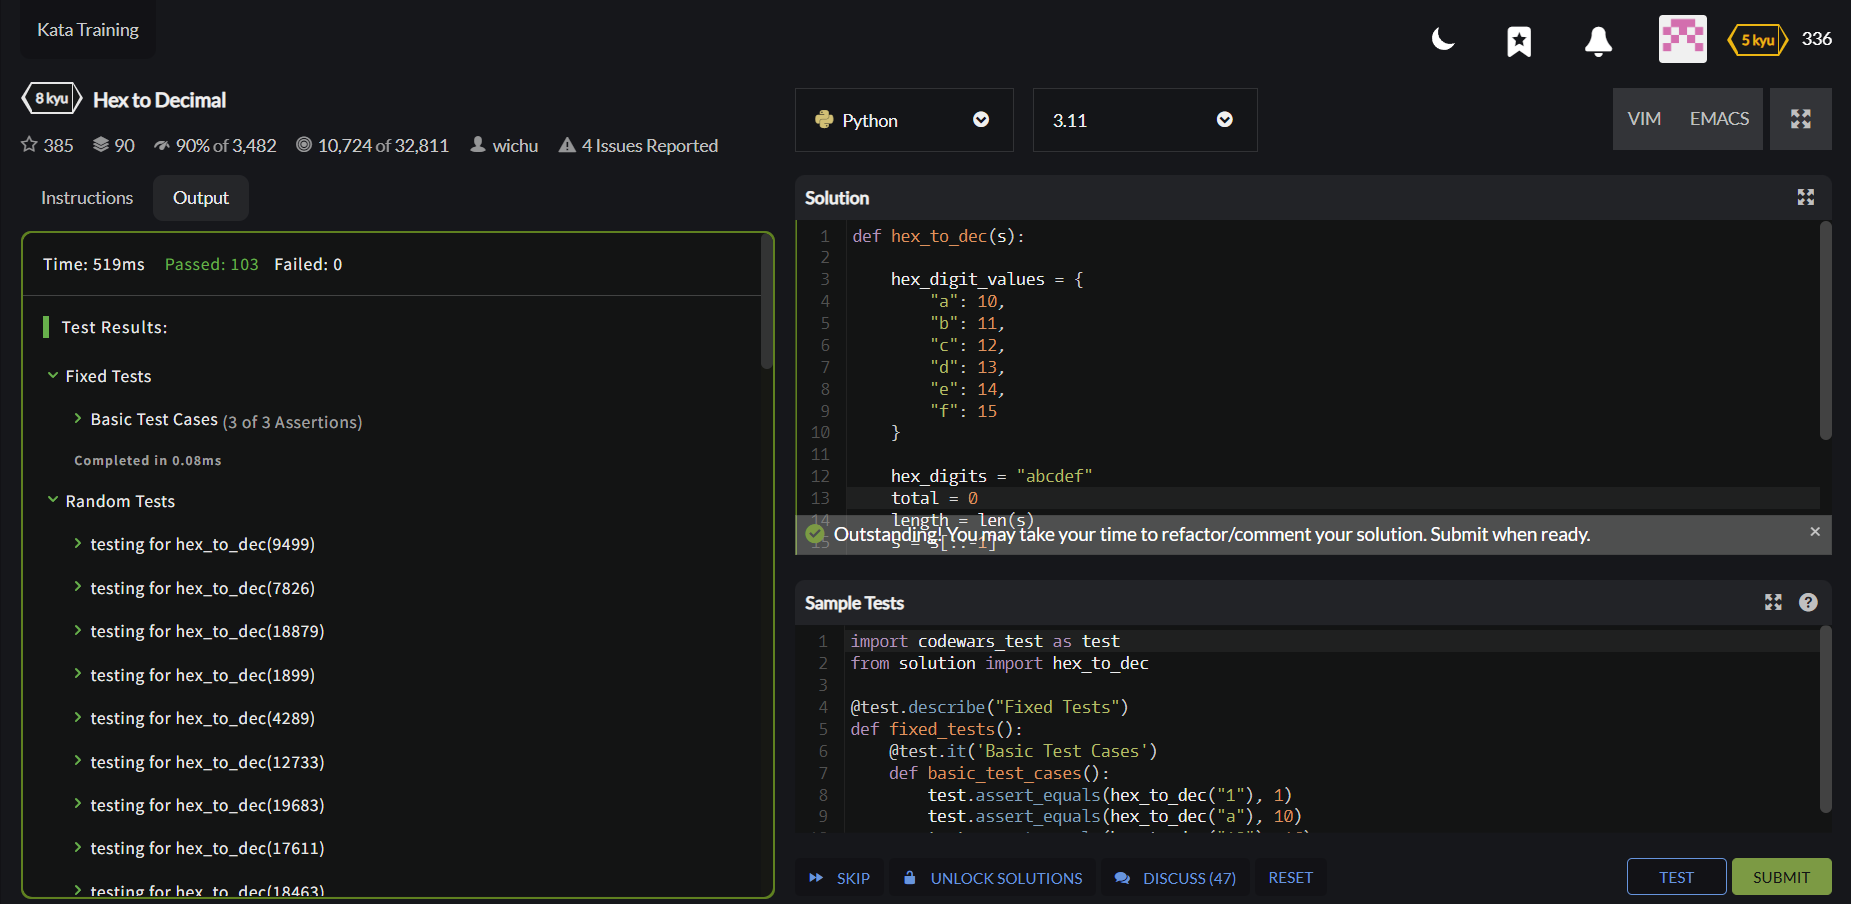 Kata Training
5 kyu 336
8 kyu Hex to Decimal
385 90 90% of 3,482 10,724 of 32,811 wichu 4 Issues Reported
Instructions Output
Time: 519ms Passed: 103 Failed: 0
Test Results:
Fixed Tests
Basic Test Cases (3 of 3 Assertions)
Completed in 0.08ms
Random Tests
testing for hex_to_dec(9499)
testing for hex_to_dec(7826)
testing for hex_to_dec(18879)
testing for hex_to_dec(1899)
testing for hex_to_dec(4289)
testing for hex_to_dec(12733)
testing for hex_to_dec(19683)
testing for hex_to_dec(17611)
testing for hex_to_dec(18463)
Python 3.11 VIM EMACS
Solution
1 def hex_to_dec(s):
2
3 hex_digit_values = {
4 "a": 10,
5 "b": 11,
6 "c": 12,
7 "d": 13,
8 "e": 14,
9 "f": 15
10 }
11
12 hex_digits = "abcdef"
13 total = 0
14 length = len(s)
15 s = s[::-1]
Outstanding! You may take your time to refactor/comment your solution. Submit when ready.
Sample Tests
1 import codewars_test as test
2 from solution import hex_to_dec
3
4 @test.describe("Fixed Tests")
5 def fixed_tests():
6 @test.it('Basic Test Cases')
7 def basic_test_cases():
8 test.assert_equals(hex_to_dec("1"), 1)
9 test.assert_equals(hex_to_dec("a"), 10)
SKIP UNLOCK SOLUTIONS DISCUSS (47) RESET TEST SUBMIT